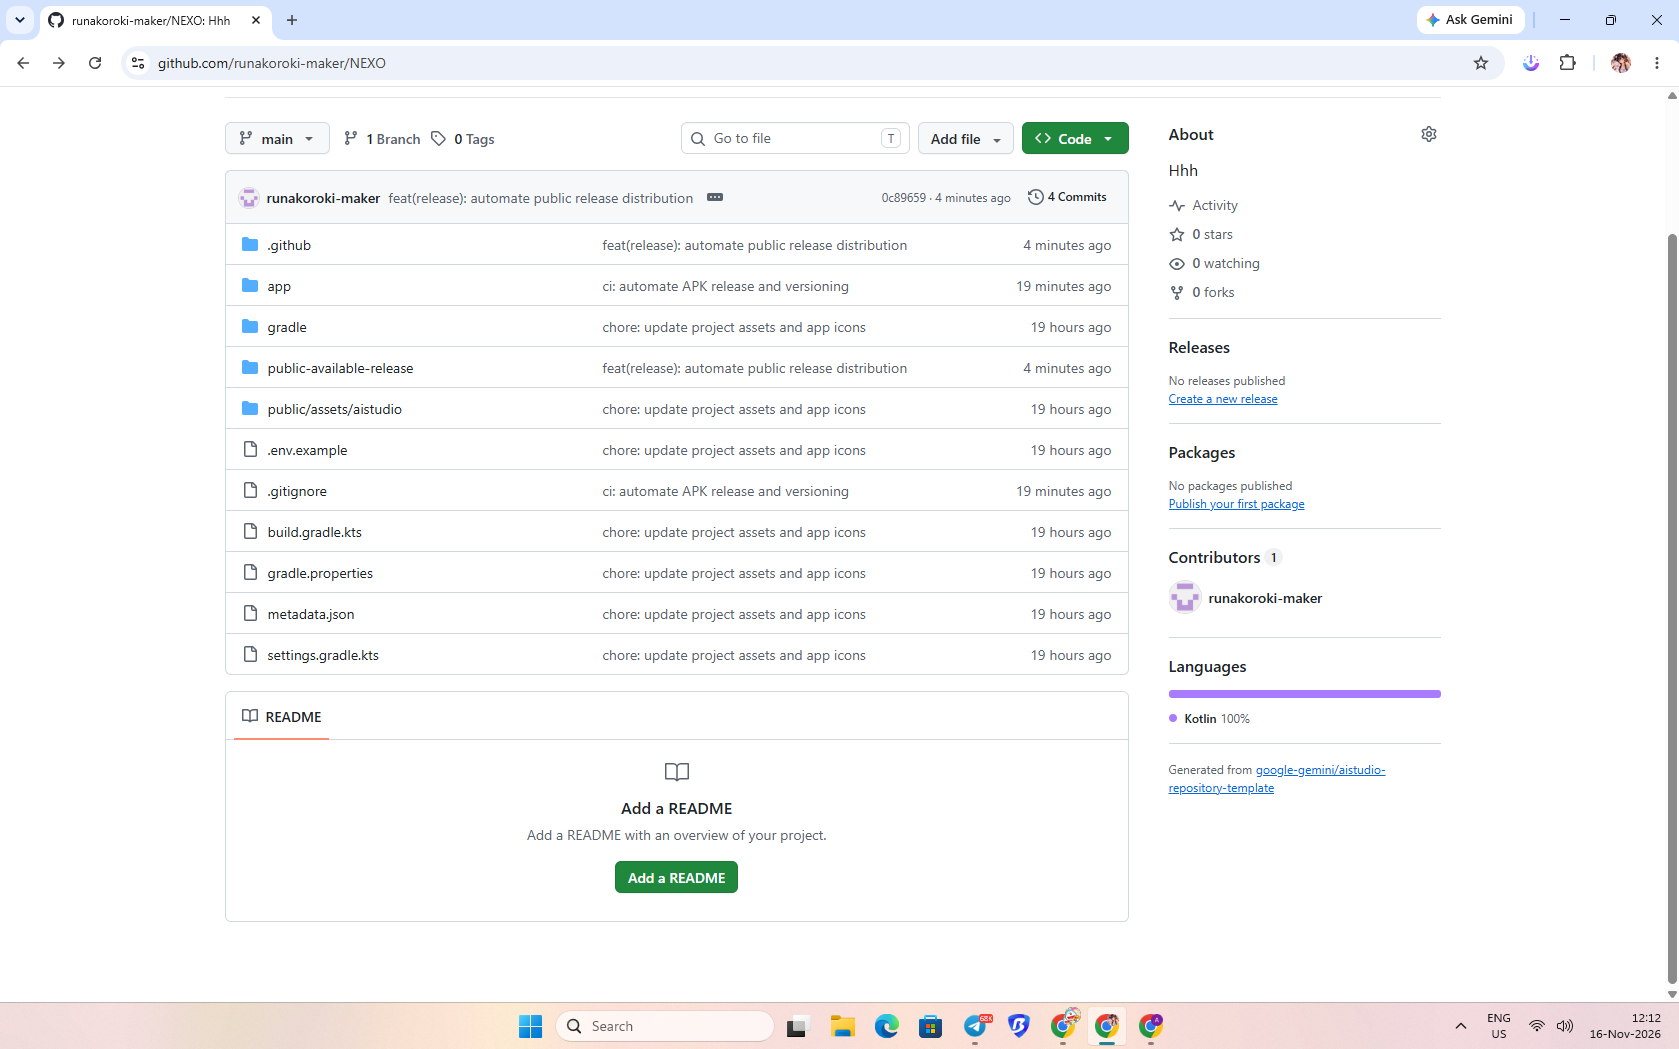 runakoroki-maker/NEXO: Hhh
Ask Gemini
github.com/runakoroki-maker/NEXO
main
1 Branch
0 Tags
Go to file
T
Add file
Code
runakoroki-maker feat(release): automate public release distribution
0c89659 · 4 minutes ago
4 Commits
.github feat(release): automate public release distribution 4 minutes ago
app ci: automate APK release and versioning 19 minutes ago
gradle chore: update project assets and app icons 19 hours ago
public-available-release feat(release): automate public release distribution 4 minutes ago
public/assets/aistudio chore: update project assets and app icons 19 hours ago
.env.example chore: update project assets and app icons 19 hours ago
.gitignore ci: automate APK release and versioning 19 minutes ago
build.gradle.kts chore: update project assets and app icons 19 hours ago
gradle.properties chore: update project assets and app icons 19 hours ago
metadata.json chore: update project assets and app icons 19 hours ago
settings.gradle.kts chore: update project assets and app icons 19 hours ago
README
Add a README
Add a README with an overview of your project.
Add a README
About
Hhh
Activity
0 stars
0 watching
0 forks
Releases
No releases published
Create a new release
Packages
No packages published
Publish your first package
Contributors 1
runakoroki-maker
Languages
Kotlin 100%
Generated from google-gemini/aistudio-
repository-template
Search
68K
A
ENG
US
12:12
16-Nov-2026